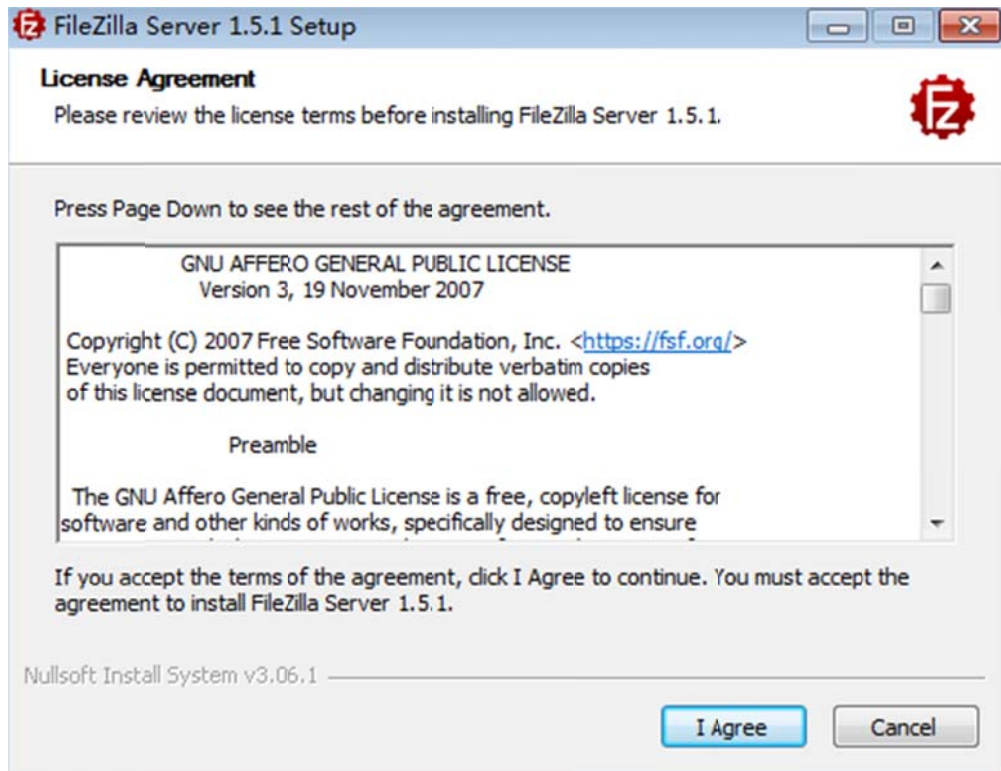 FileZilla Server 1.5.1 Setup
License Agreement
Please review the license terms before installing FileZilla Server 1.5.1.
Press Page Down to see the rest of the agreement.
GNU AFFERO GENERAL PUBLIC LICENSE
Version 3, 19 November 2007
Copyright (C) 2007 Free Software Foundation, Inc. <https://fsf.org/>
Everyone is permitted to copy and distribute verbatim copies
of this license document, but changing it is not allowed.
Preamble
The GNU Affero General Public License is a free, copyleft license for
software and other kinds of works, specifically designed to ensure
If you accept the terms of the agreement, click I Agree to continue. You must accept the
agreement to install FileZilla Server 1.5.1.
Nullsoft Install System v3.06.1
I Agree
Cancel